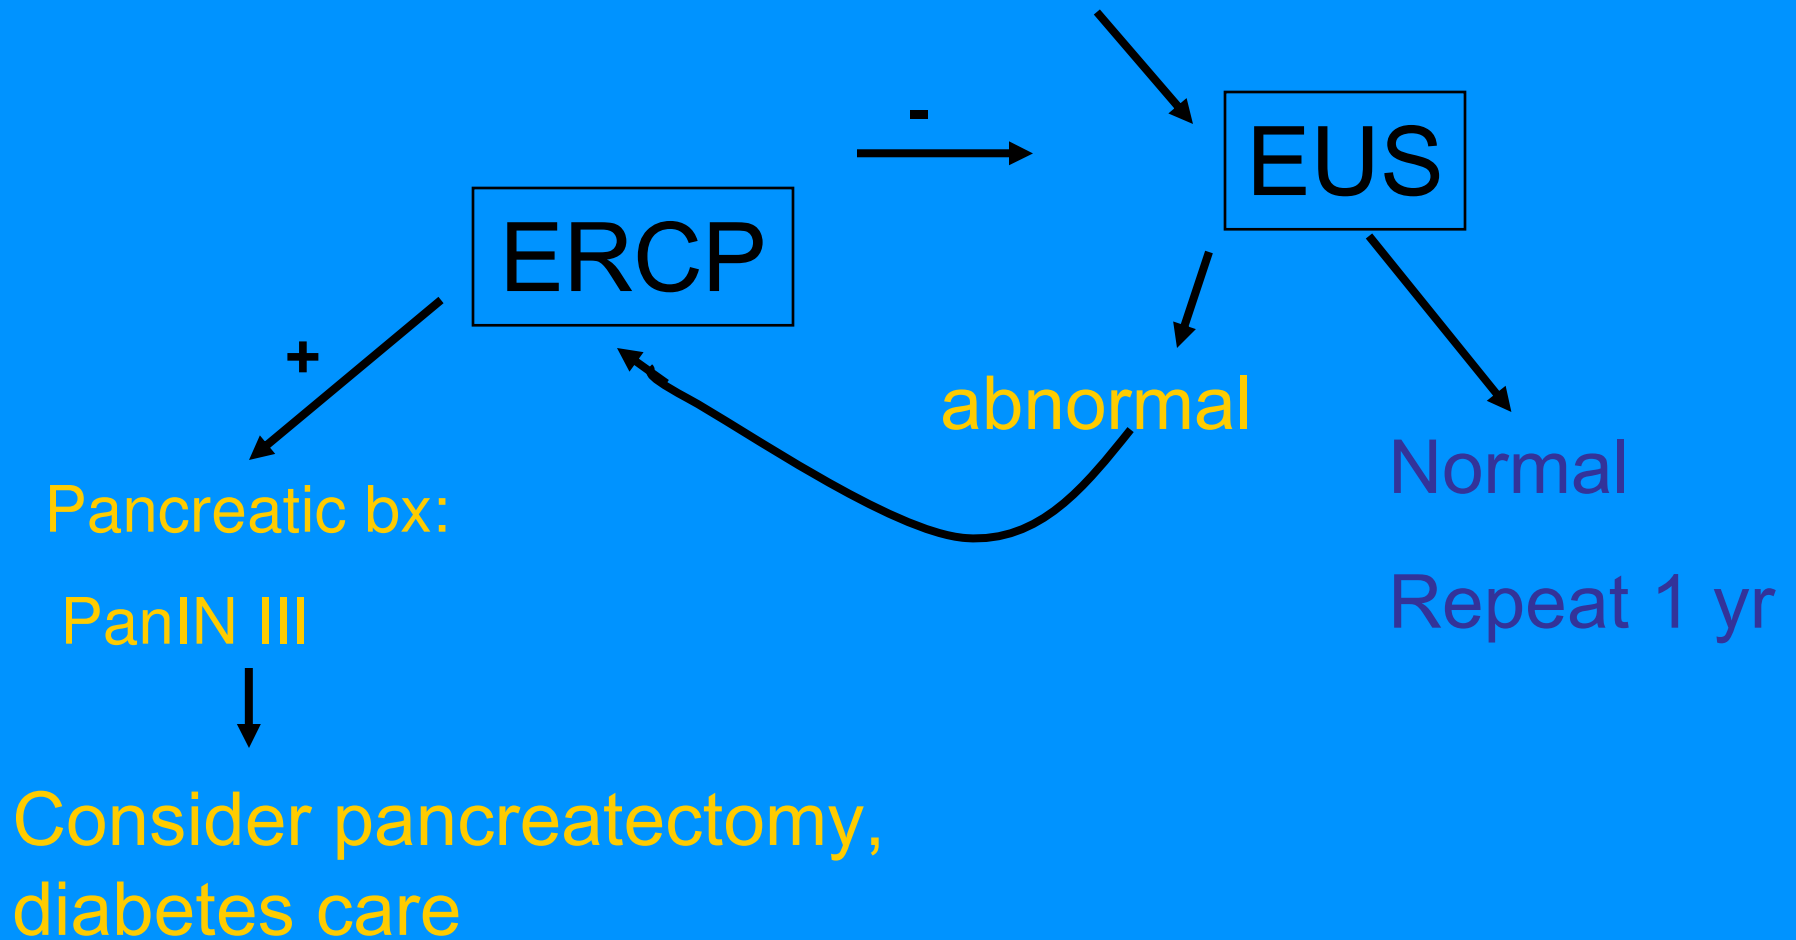 -
EUS
ERCP
+
abnormal
Normal
Pancreatic bx:
Repeat 1 yr
PanIN III
Consider pancreatectomy,
diabetes care